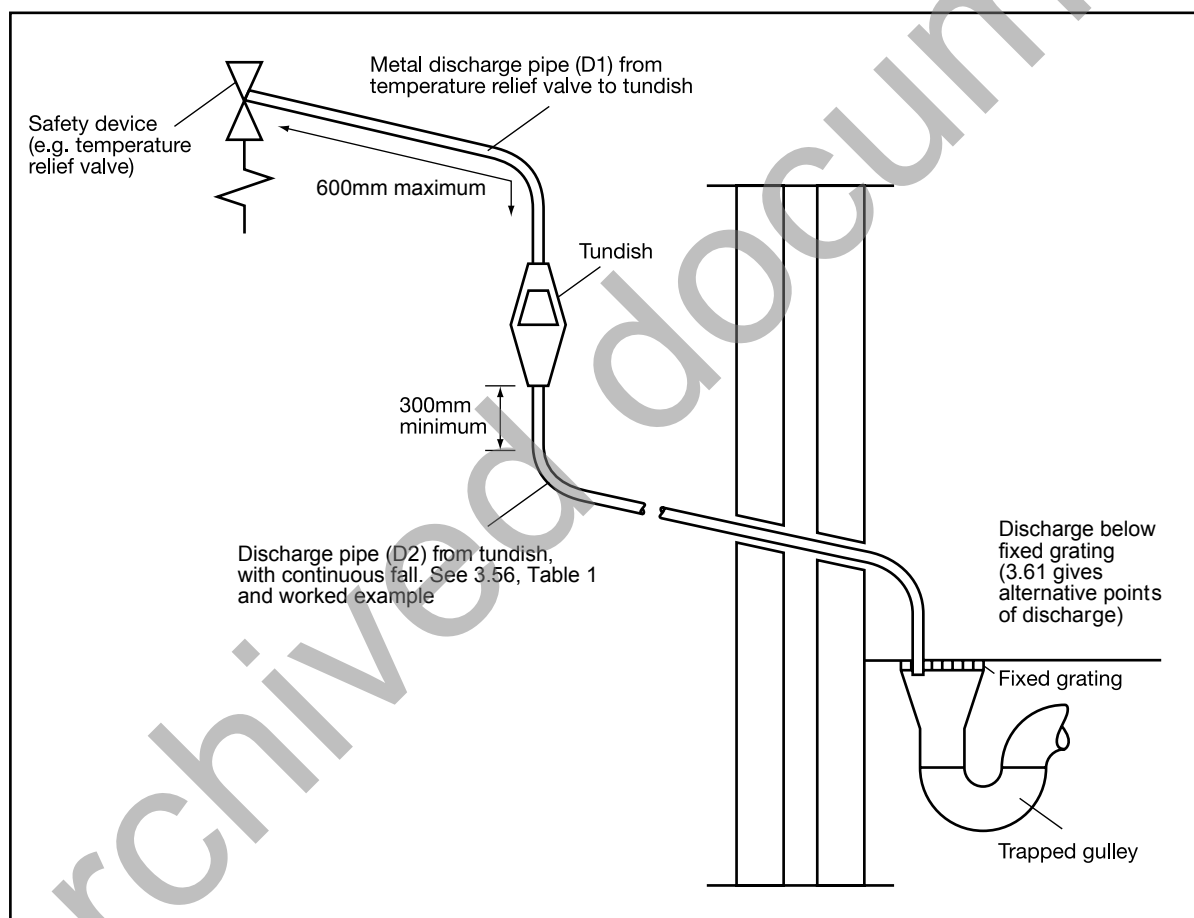 Metal discharge pipe (D1) from
temperature relief valve to tundish
Safety device
(e.g. temperature
relief valve)
600mm maximum
Tundish
300mm
minimum
Discharge pipe (D2) from tundish,
with continuous fall. See 3.56, Table 1
and worked example
Discharge below
fixed grating
(3.61 gives
alternative points
of discharge)
Fixed grating
Trapped gulley
rchived docum